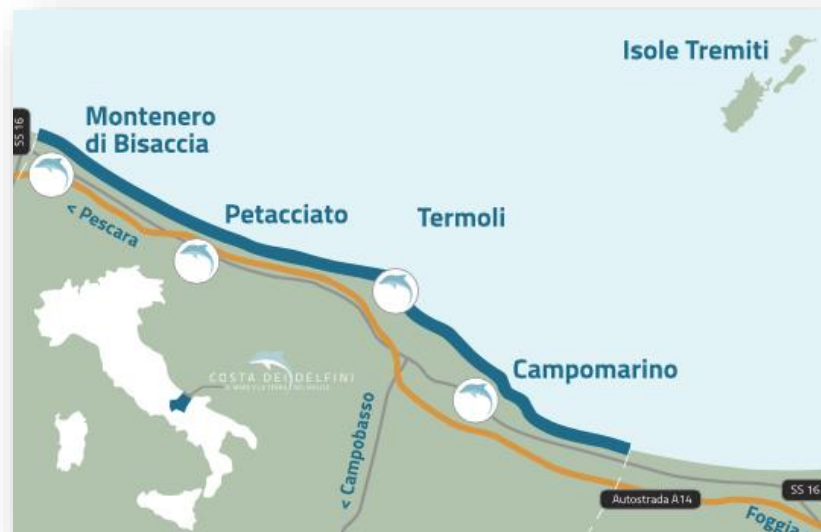 Isole Tremiti
SS 16
Montenero
di Bisaccia
Petacciato
Termoli
< Pescara
COSTA DEI DELFINI
Campomarino
< Campobasso
Autostrada A14
SS 16
Foggia